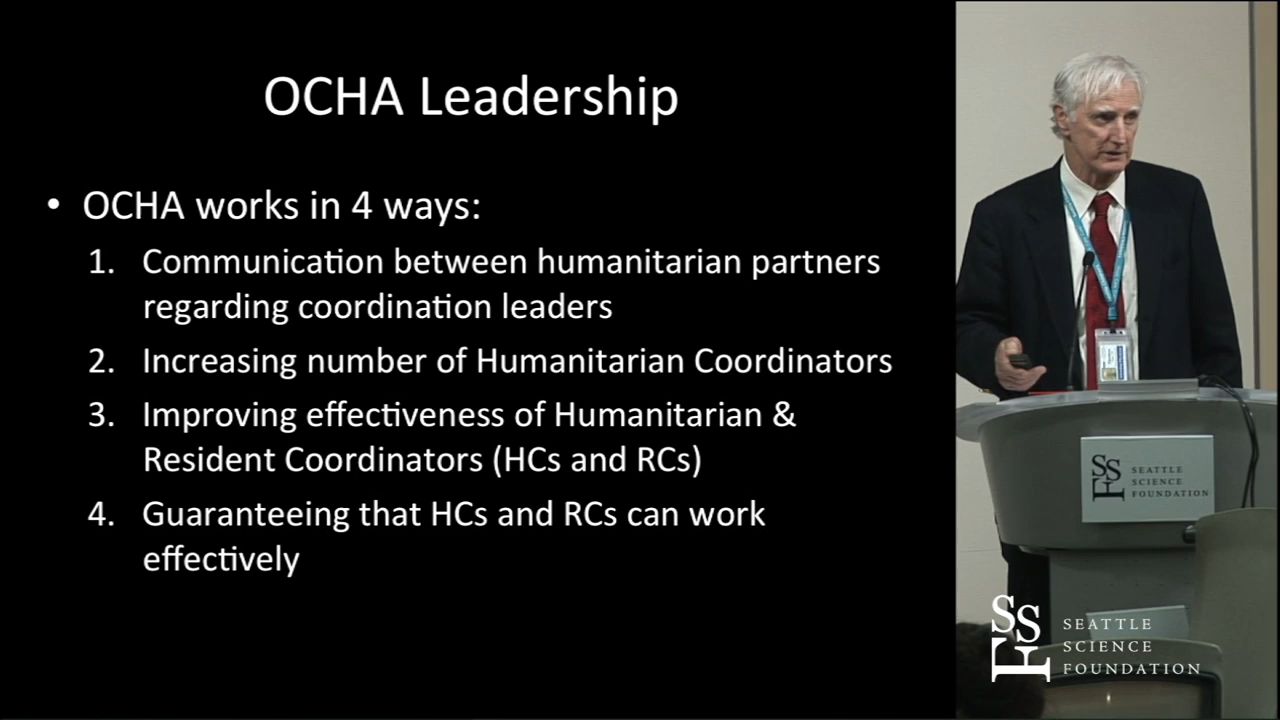 OCHA Leadership
• OCHA works in 4 ways:
1. Communication between humanitarian partners
regarding coordination leaders
2. Increasing number of Humanitarian Coordinators
3. Improving effectiveness of Humanitarian &
Resident Coordinators (HCs and RCs)
4. Guaranteeing that HCs and RCs can work
effectively
SSF
SEATTLE
SCIENCE
FOUNDATION
SSF
SEATTLE
SCIENCE
FOUNDATION